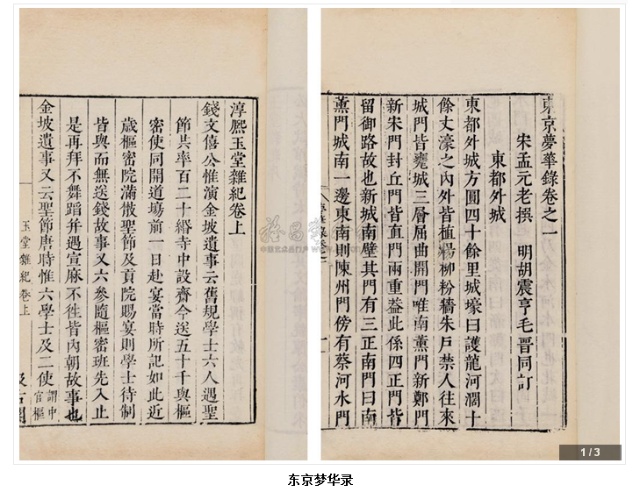 東京夢華錄卷之一
宋孟元老撰 明胡震亨毛晉同訂
東都外城
東都外城方圓四十餘里城壕曰護龍河濶十
餘丈濠之內外皆植楊柳粉牆朱戶禁人往來
城門皆甕城三層屈曲開門唯南薰門新鄭門
新朱門封丘門皆直門兩重葢此係四正門皆
留御路故也新城南壁其門有三正南門曰南
薰門城南一邊東南則陳州門傍有蔡河水門
淳熈玉堂雜紀卷上
錢文僖公惟演金坡遺事云舊規學士六人遇聖
節共率百二十緡寺中設齋今送五十千與樞
密使同開道場前一日赴宴當時所記如此近
歲樞密院滿散聖節及貢院賜宴則學士待制
皆與而無送錢故事又六參隨樞密班先入止
是再拜不舞蹈并遇宣麻不徃皆內朝故事也
金坡遺事又云聖節唐時惟六學士及二使謂中官樞
玉堂雜紀卷上
1 / 3
东京梦华录